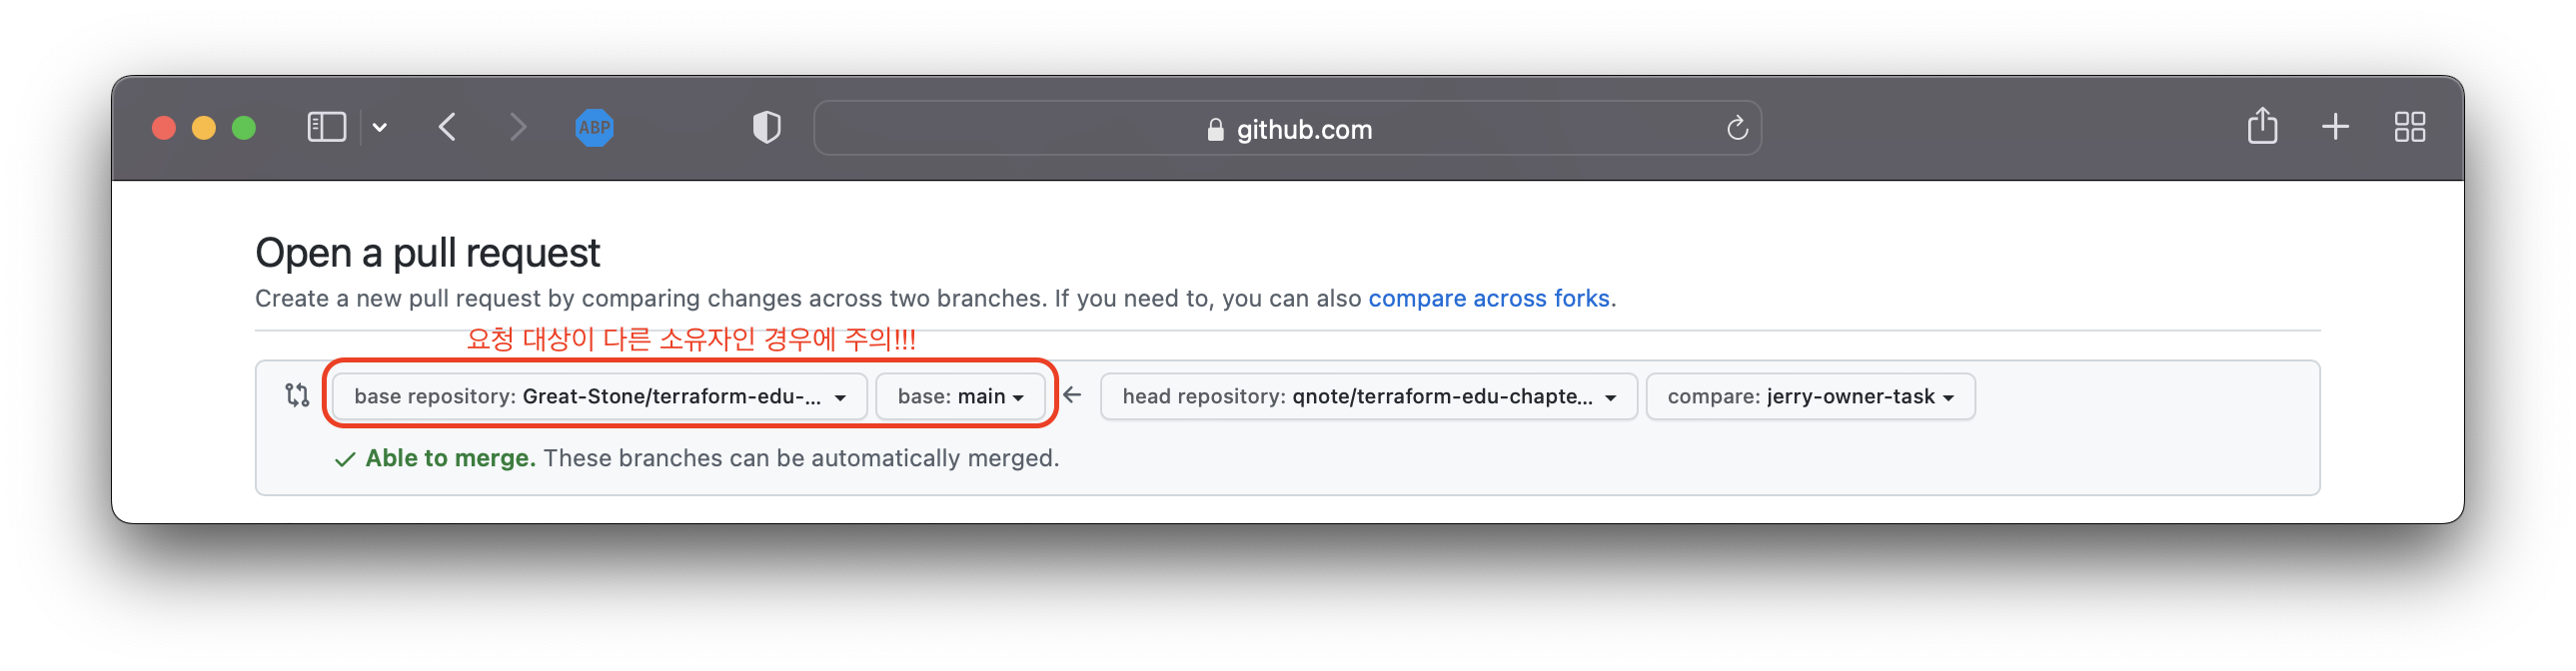 ABP
github.com
Open a pull request
Create a new pull request by comparing changes across two branches. If you need to, you can also compare across forks.
요청 대상이 다른 소유자인 경우에 주의!!!
base repository: Great-Stone/terraform-edu-... base: main head repository: qnote/terraform-edu-chapte... compare: jerry-owner-task
Able to merge. These branches can be automatically merged.